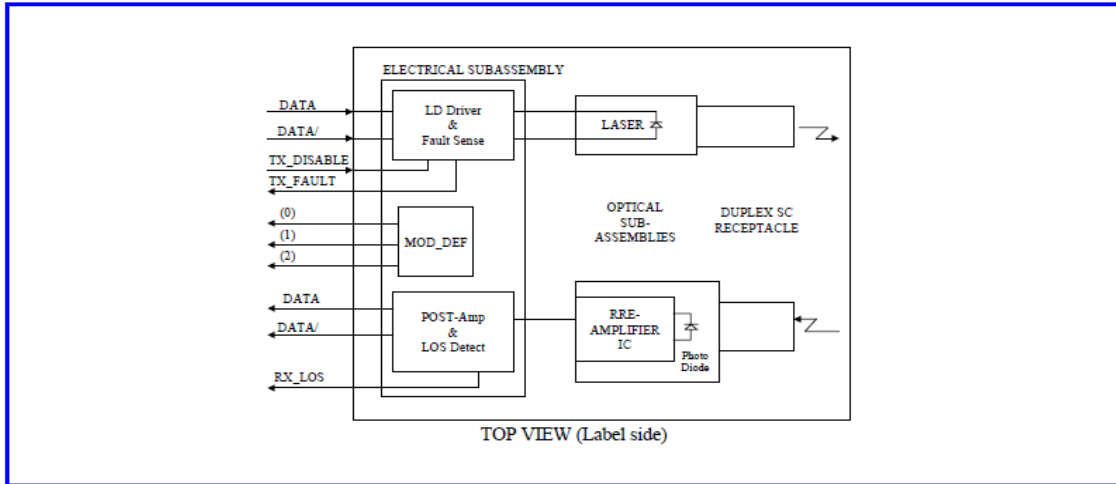 ELECTRICAL SUBASSEMBLY
DATA
DATA/
TX_DISABLE
TX_FAULT
LD Driver
&
Fault Sense
LASER
(0)
(1)
(2)
MOD_DEF
OPTICAL
SUB-
ASSEMBLIES
DUPLEX SC
RECEPTACLE
DATA
DATA/
RX_LOS
POST-Amp
&
LOS Detect
RRE-
AMPLIFIER
IC
Photo
Diode
TOP VIEW (Label side)